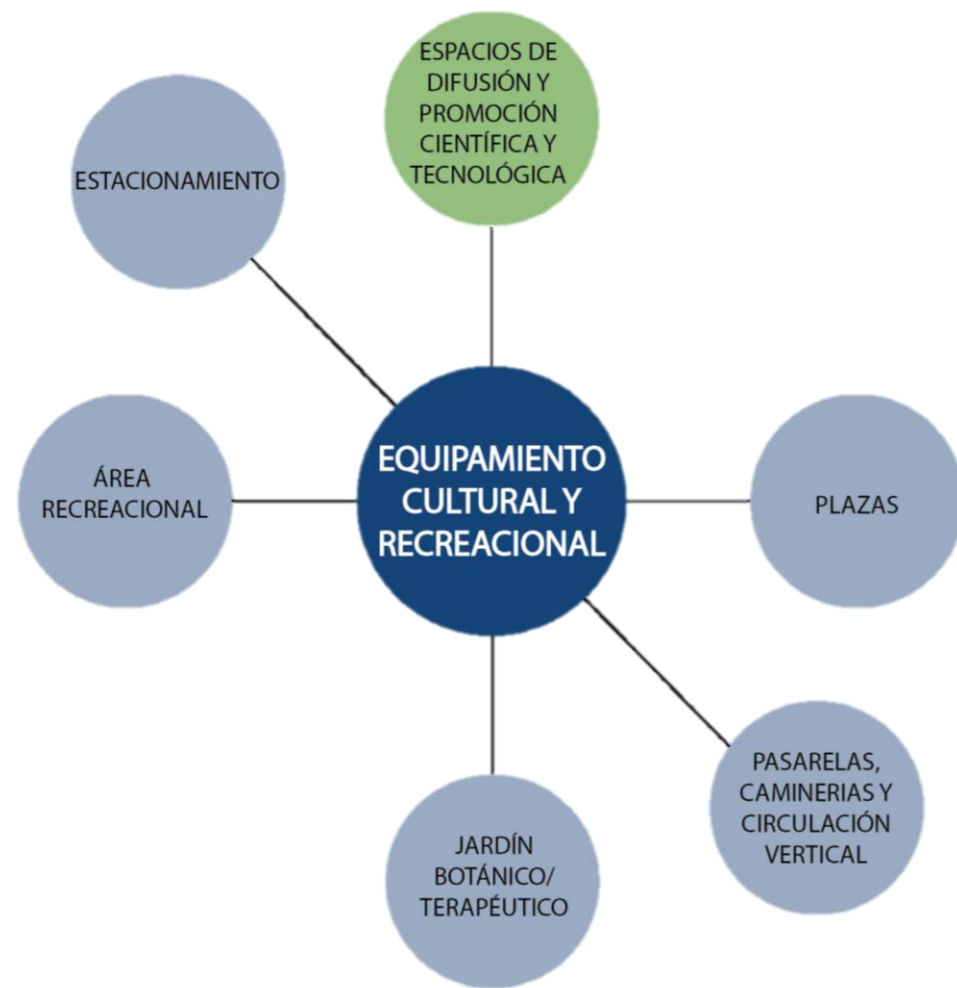 ESPACIOS DE
DIFUSIÓN Y
PROMOCIÓN
CIENTÍFICA Y
TECNOLÓGICA
ESTACIONAMIENTO
EQUIPAMIENTO
CULTURAL Y
RECREACIONAL
ÁREA
RECREACIONAL
PLAZAS
PASARELAS,
CAMINERIAS Y
CIRCULACIÓN
VERTICAL
JARDÍN
BOTÁNICO/
TERAPÉUTICO